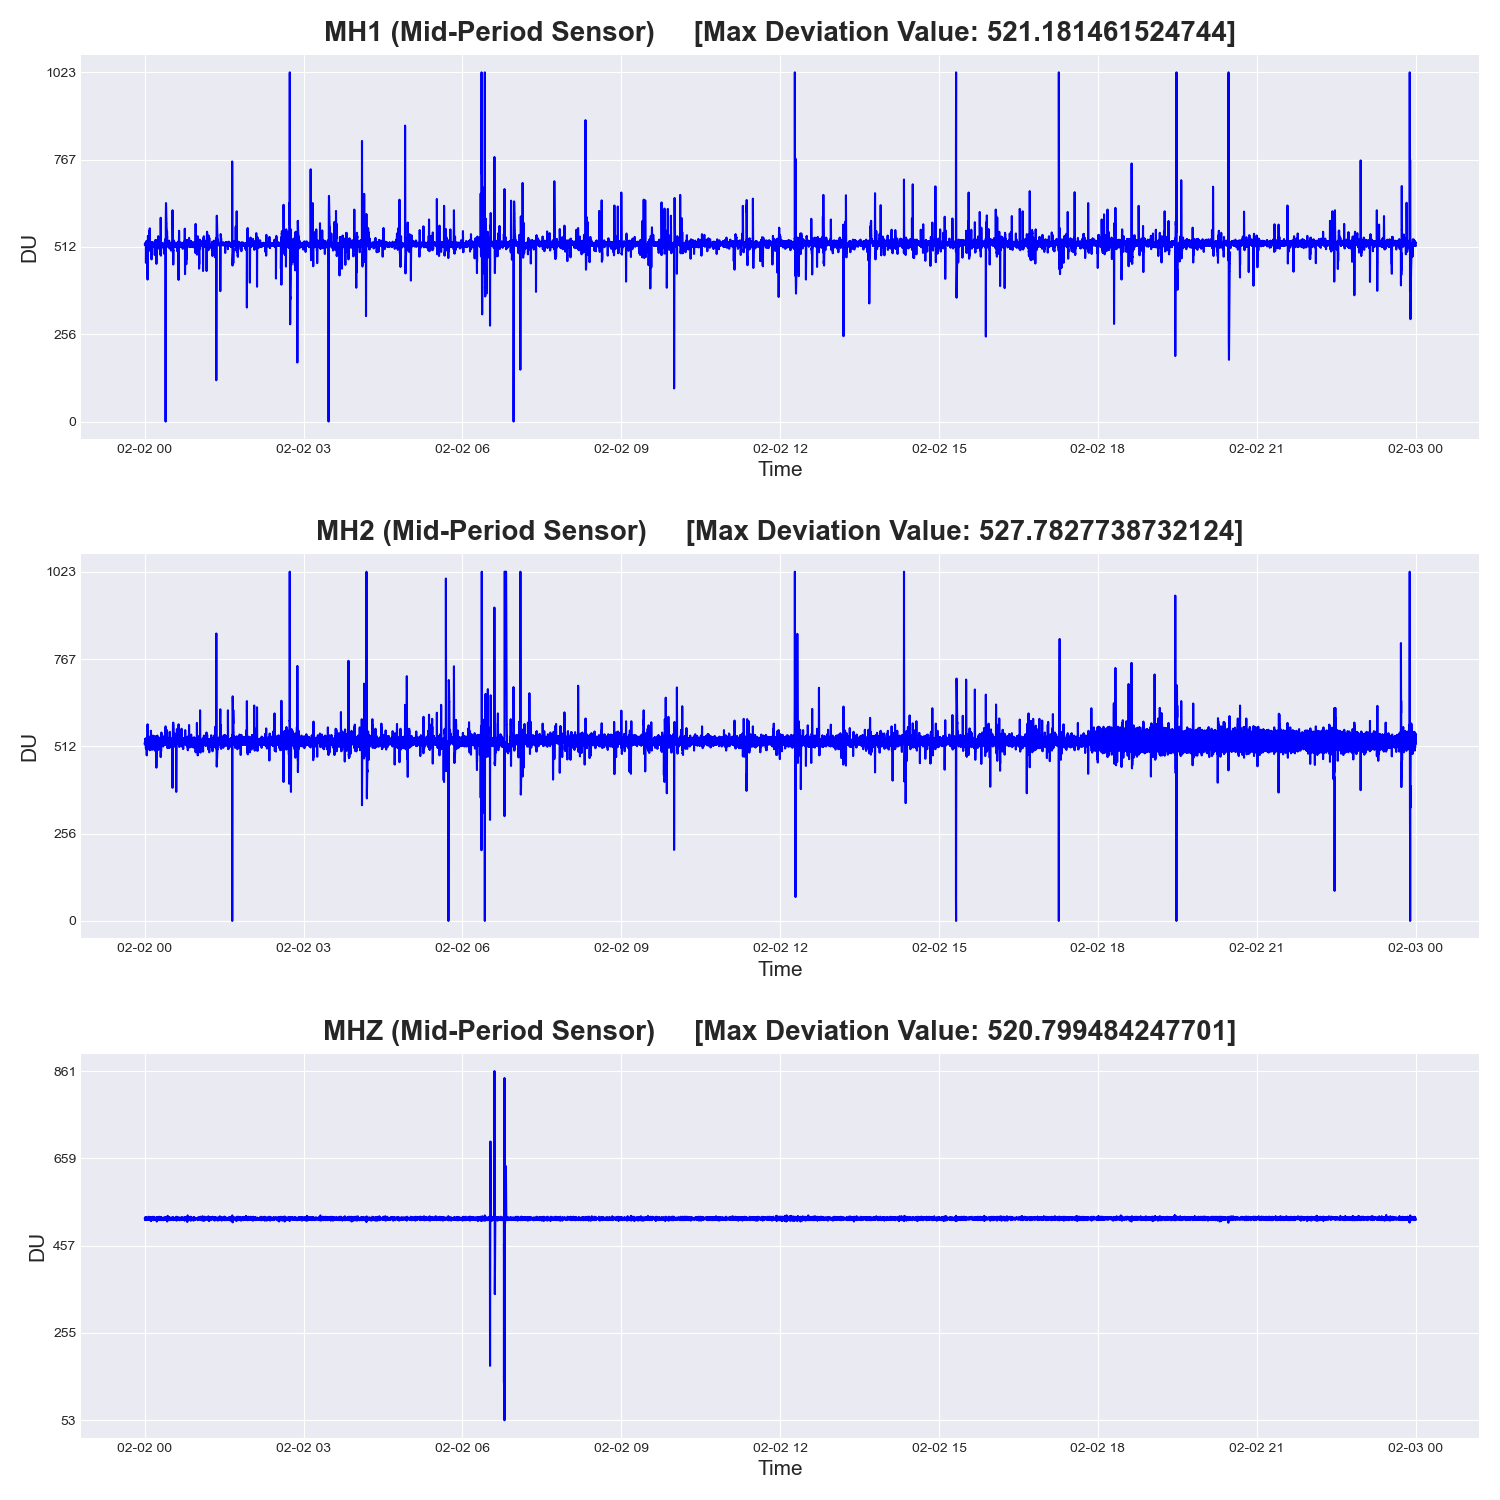 MH1 (Mid-Period Sensor) [Max Deviation Value: 521.181461524744]
1023
767
512
256
0
DU
02-02 00 02-02 03 02-02 06 02-02 09 02-02 12 02-02 15 02-02 18 02-02 21 02-03 00
Time
MH2 (Mid-Period Sensor) [Max Deviation Value: 527.7827738732124]
1023
767
512
256
0
DU
02-02 00 02-02 03 02-02 06 02-02 09 02-02 12 02-02 15 02-02 18 02-02 21 02-03 00
Time
MHZ (Mid-Period Sensor) [Max Deviation Value: 520.799484247701]
861
659
457
255
53
DU
02-02 00 02-02 03 02-02 06 02-02 09 02-02 12 02-02 15 02-02 18 02-02 21 02-03 00
Time